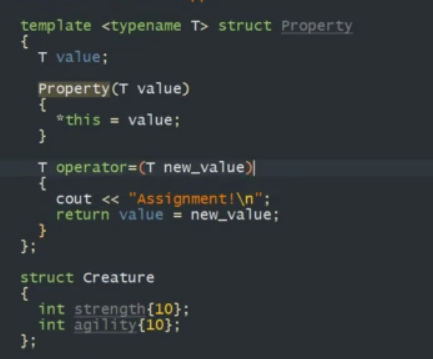 template <typename T> struct Property
{
  T value;

  Property(T value)
  {
    *this = value;
  }

  T operator=(T new_value)
  {
    cout << "Assignment!\n";
    return value = new_value;
  }
};

struct Creature
{
  int strength{10};
  int agility{10};
};